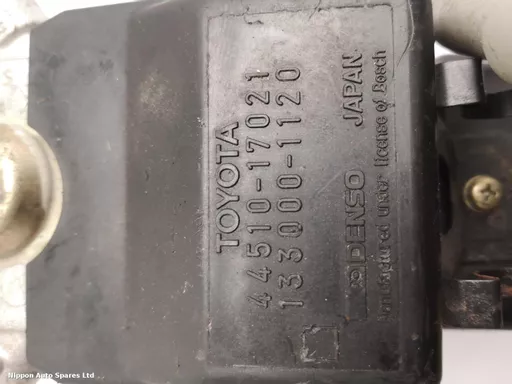 TOYOTA
44510-17021
133000-1120
DENSO JAPAN
Manufactured under license of Bosch
Nippon Auto Spares Ltd